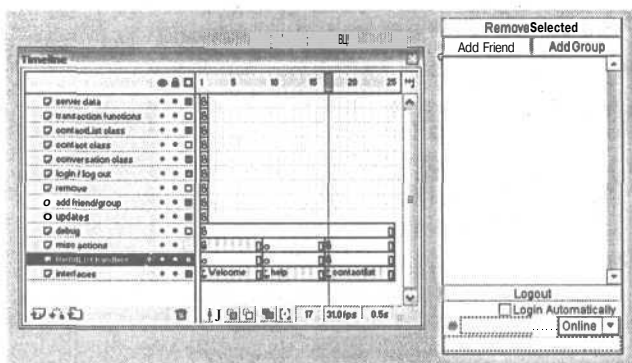 RemoveSelected
Add Friend AddGroup
Timeline
1 5 10 15 20 25
server data
transaction functions
contactList class
contact class
conversation class
login / log out
remove
add friend/group
updates
debug
misc actions
interfaces Welcome help contactlist
17 31.0 fps 0.5s
Logout
Login Automatically
Online